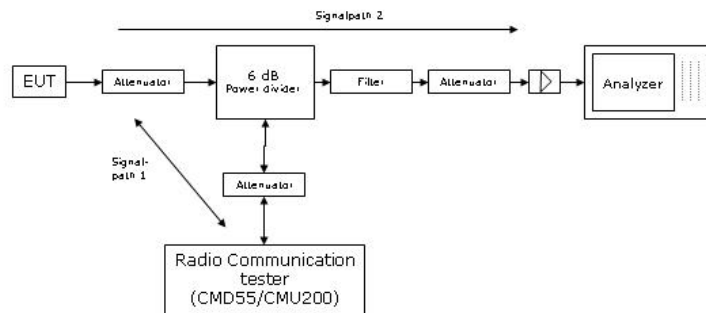 Signalpath 2
EUT
Attenuator
6 dB
Power divider
Filter
Attenuator
Analyzer
Signal-
path 1
Attenuator
Radio Communication
tester
(CMD55/CMU200)